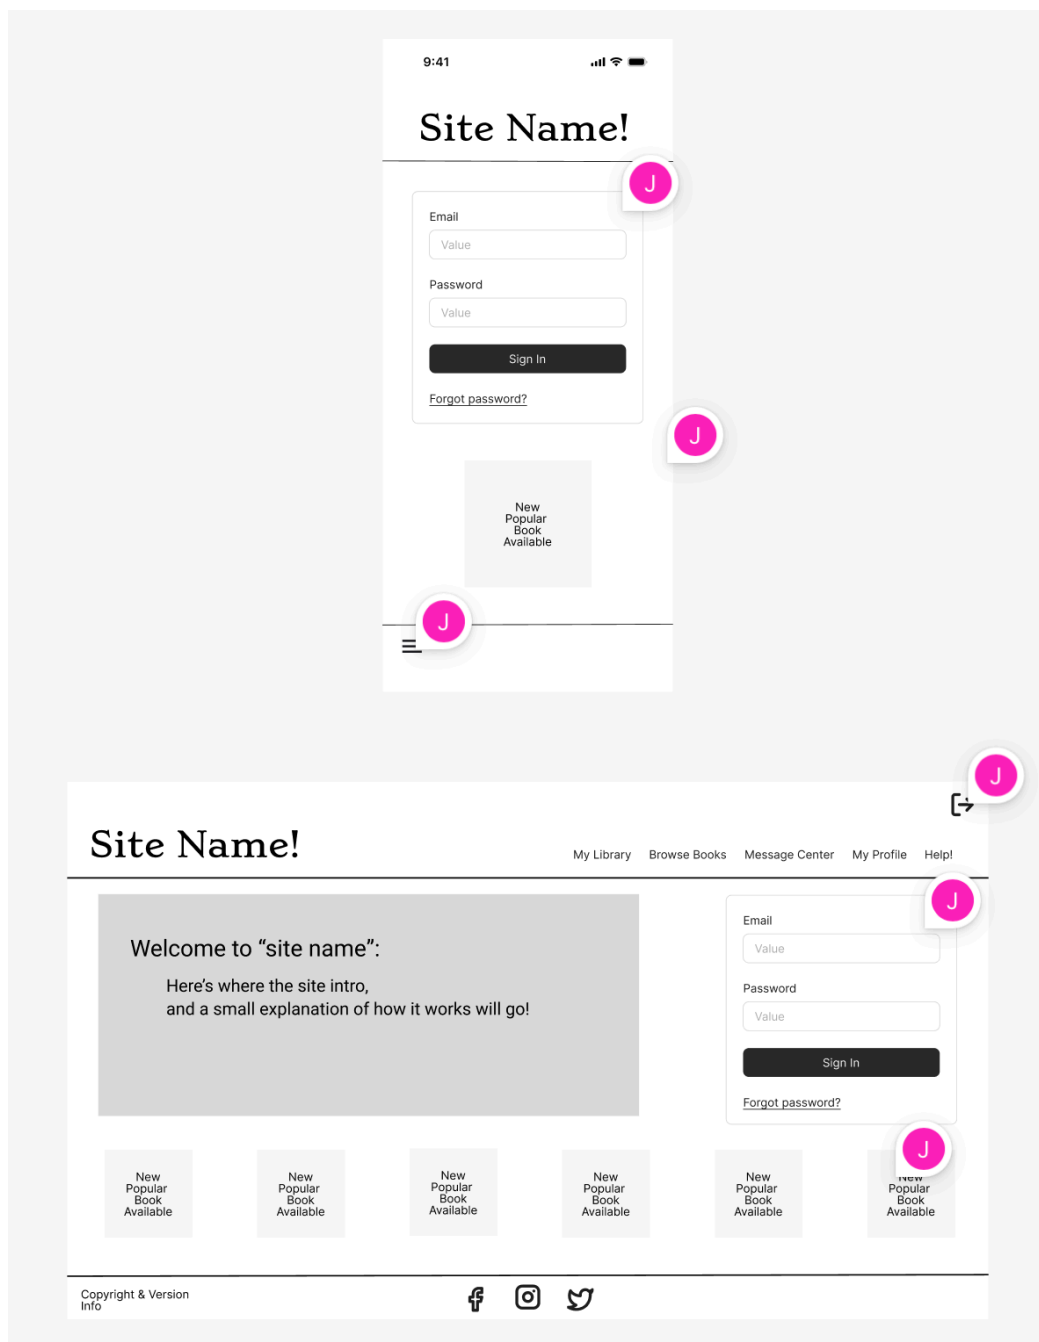 9:41
Site Name!
J
Email
Value
Password
Value
Sign In
Forgot password?
J
New
Popular
Book
Available
J
J
Site Name!
My Library Browse Books Message Center My Profile Help!
J
Welcome to “site name”:
Here’s where the site intro,
and a small explanation of how it works will go!
Email
Value
Password
Value
Sign In
Forgot password?
J
New
Popular
Book
Available
New
Popular
Book
Available
New
Popular
Book
Available
New
Popular
Book
Available
New
Popular
Book
Available
New
Popular
Book
Available
Copyright & Version
Info